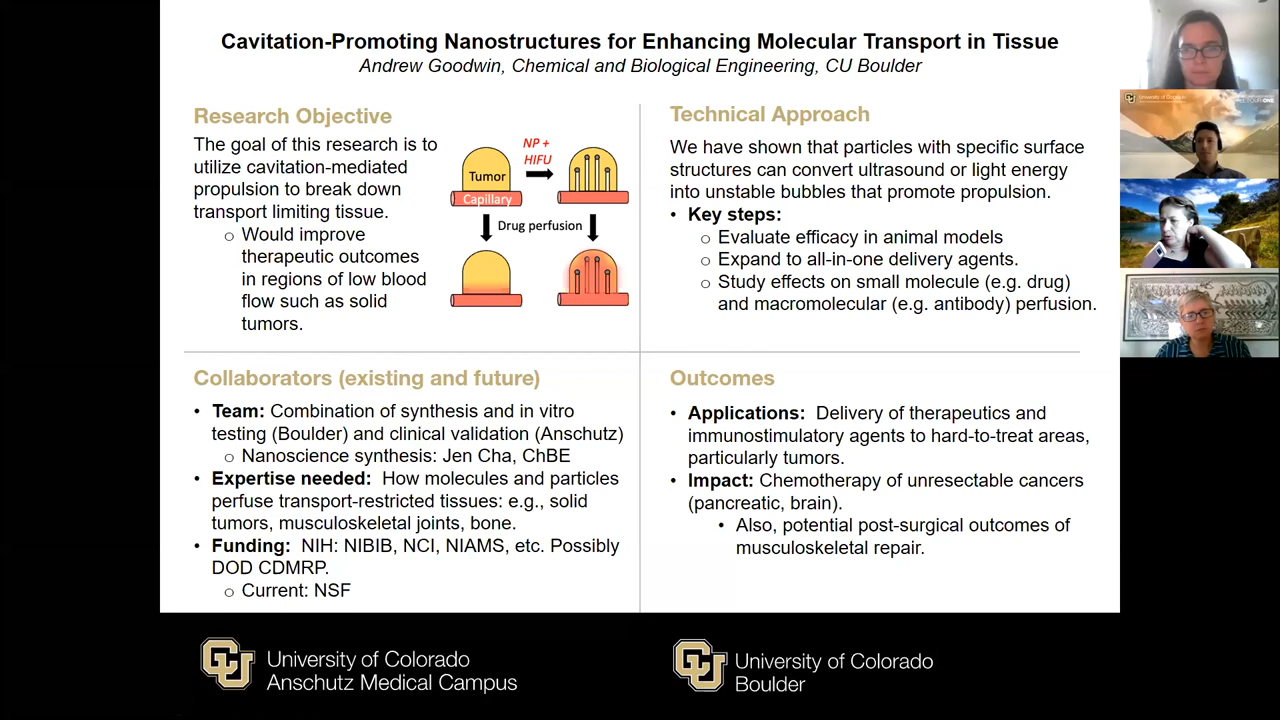 Cavitation-Promoting Nanostructures for Enhancing Molecular Transport in Tissue
Andrew Goodwin, Chemical and Biological Engineering, CU Boulder
Research Objective
The goal of this research is to
utilize cavitation-mediated
propulsion to break down
transport limiting tissue.
○ Would improve
therapeutic outcomes
in regions of low blood
flow such as solid
tumors.
NP +
HIFU
Tumor
Capillary
Drug perfusion
Technical Approach
We have shown that particles with specific surface
structures can convert ultrasound or light energy
into unstable bubbles that promote propulsion.
• Key steps:
○ Evaluate efficacy in animal models
○ Expand to all-in-one delivery agents.
○ Study effects on small molecule (e.g. drug)
and macromolecular (e.g. antibody) perfusion.
Collaborators (existing and future)
• Team: Combination of synthesis and in vitro
testing (Boulder) and clinical validation (Anschutz)
○ Nanoscience synthesis: Jen Cha, ChBE
• Expertise needed: How molecules and particles
perfuse transport-restricted tissues: e.g., solid
tumors, musculoskeletal joints, bone.
• Funding: NIH: NIBIB, NCI, NIAMS, etc. Possibly
DOD CDMRP.
○ Current: NSF
Outcomes
• Applications: Delivery of therapeutics and
immunostimulatory agents to hard-to-treat areas,
particularly tumors.
• Impact: Chemotherapy of unresectable cancers
(pancreatic, brain).
• Also, potential post-surgical outcomes of
musculoskeletal repair.
CU
University of Colorado
Anschutz Medical Campus
CU
University of Colorado
Boulder
University of Colorado